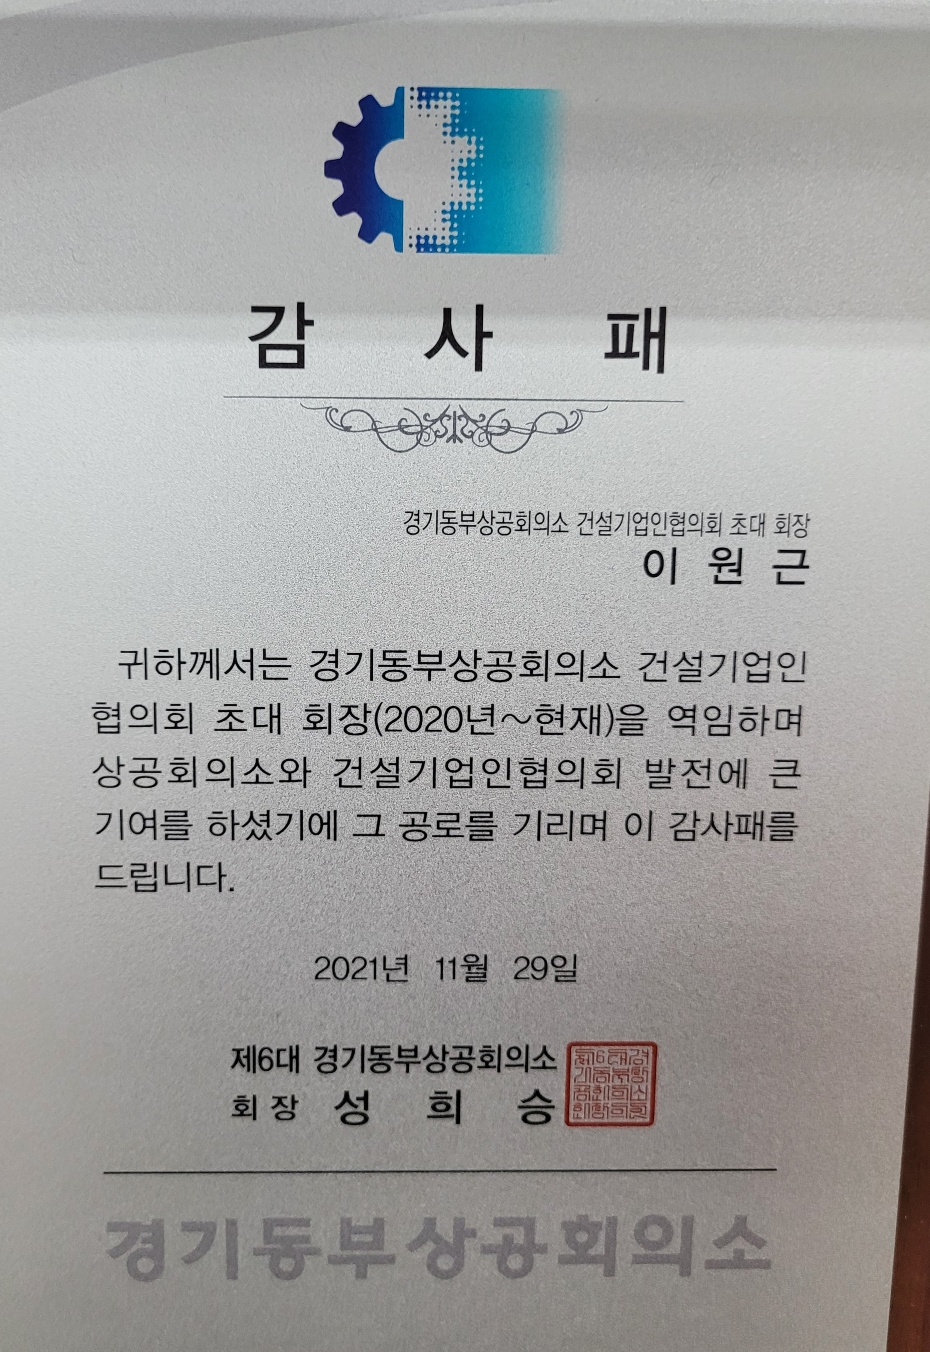 감 사 패
경기동부상공회의소 건설기업인협의회 초대 회장
이 원 근
귀하께서는 경기동부상공회의소 건설기업인
협의회 초대 회장(2020년~현재)을 역임하며
상공회의소와 건설기업인협의회 발전에 큰
기여를 하셨기에 그 공로를 기리며 이 감사패를
드립니다.
2021년 11월 29일
제6대 경기동부상공회의소
회 장 성 희 승
경기동부상공회의소